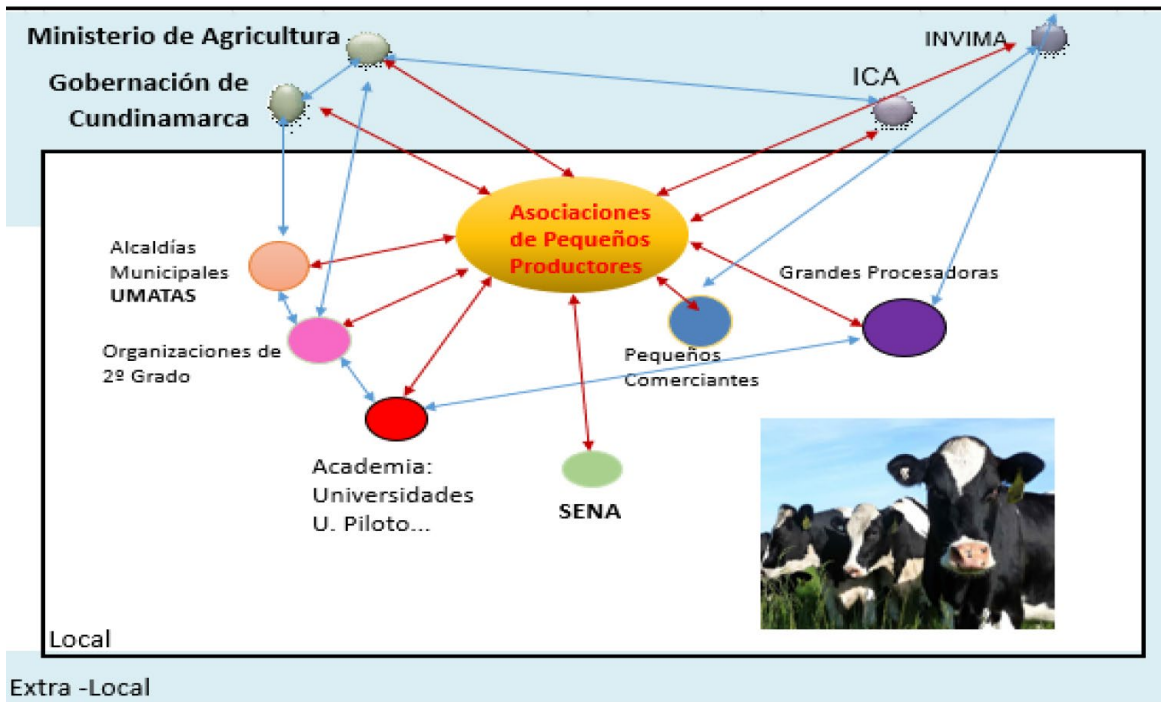 Ministerio de Agricultura
Gobernación de
Cundinamarca
INVIMA
ICA
Asociaciones
de Pequeños
Productores
Alcaldías
Municipales
UMATAS
Grandes Procesadoras
Organizaciones de
2º Grado
Pequeños
Comerciantes
Academia:
Universidades
U. Piloto...
SENA
Local
Extra -Local